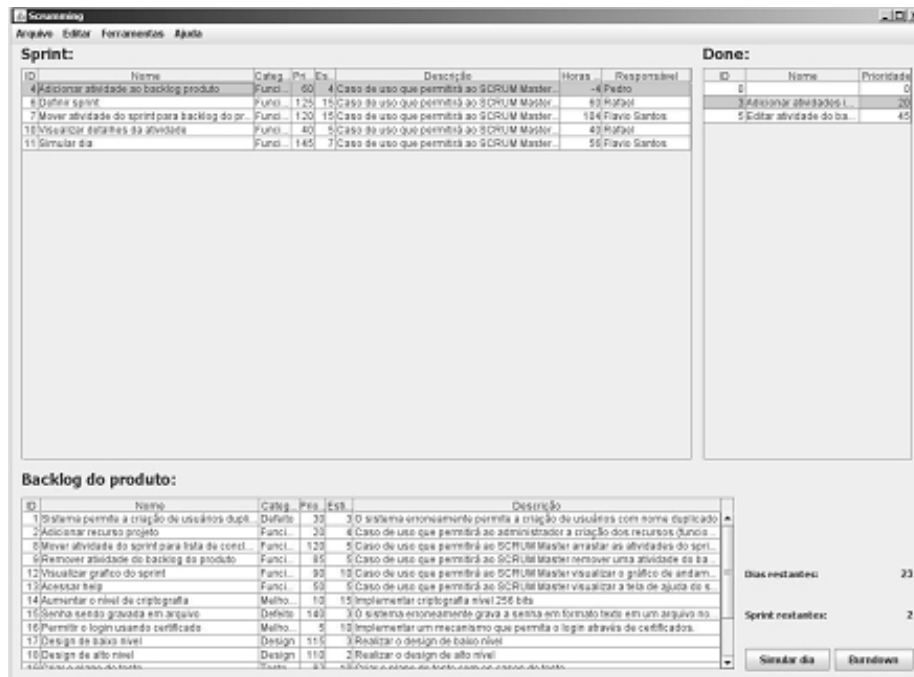 Scrumming
Arquivo Editar Ferramentas Ajuda
Sprint:
ID Nome Categ... Pri... Es... Descrição Horas ... Responsável
4 Adicionar atividade ao backlog produto Funci... 60 4 Caso de uso que permitirá ao SCRUM Master... -4 Pedro
6 Definir sprint Funci... 125 15 Caso de uso que permitirá ao SCRUM Master... 60 Rafael
7 Mover atividade do sprint para backlog do pr... Funci... 120 15 Caso de uso que permitirá ao SCRUM Master... 104 Flavio Santos
10 Visualizar detalhes da atividade Funci... 40 5 Caso de uso que permitirá ao SCRUM Master... 40 Rafael
11 Simular dia Funci... 145 7 Caso de uso que permitirá ao SCRUM Master... 56 Flavio Santos
Done:
ID Nome Prioridade
0 0
3 Adicionar atividades i... 20
5 Editar atividade do ba... 45
Backlog do produto:
ID Nome Categ... Prio... Esti... Descrição
1 Sistema permite a criação de usuários dupli... Defeito 30 3 O sistema erroneamente permite a criação de usuários com nome duplicado
2 Adicionar recurso projeto Funci... 20 4 Caso de uso que permitirá ao administrador a criação dos recursos (funcio...
8 Mover atividade do sprint para lista de concl... Funci... 120 5 Caso de uso que permitirá ao SCRUM Master arrastar as atividades do spri...
9 Remover atividade do backlog do produto Funci... 85 5 Caso de uso que permitirá ao SCRUM Master remover uma atividade do ba...
12 Visualizar grafico do sprint Funci... 90 10 Caso de uso que permitirá ao SCRUM Master visualizar o gráfico de andam...
13 Acessar help Funci... 50 5 Caso de uso que permitirá ao SCRUM Master visualizar a tela de ajuda do s...
14 Aumentar o nível de criptografia Melho... 10 15 Implementar criptografia nível 256 bits
15 Senha sendo gravada em arquivo Defeito 140 3 O sistema erroneamente grava a senha em formato texto em um arquivo no...
16 Permitir o login usando certificado Melho... 5 10 Implementar um mecanismo que permita o login através de certificados.
17 Design de baixo nível Design 115 3 Realizar o design de baixo nível
18 Design de alto nível Design 110 2 Realizar o design de alto nível
Criar o plano de teste Criar o plano de teste com os casos de teste
Dias restantes: 23
Sprint restantes: 2
Simular dia Burndown